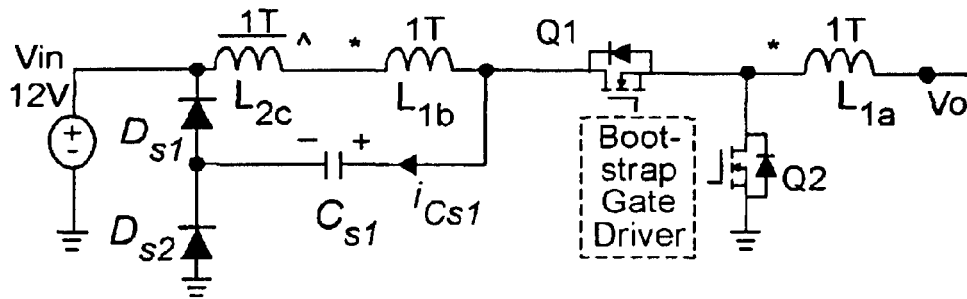 1T ^ * 1T Q1 * 1T
Vin
12V
+
-
L2c L1b L1a Vo
Ds1
- +
Cs1 iCs1
Ds2
Boot-
strap
Gate
Driver
Q2